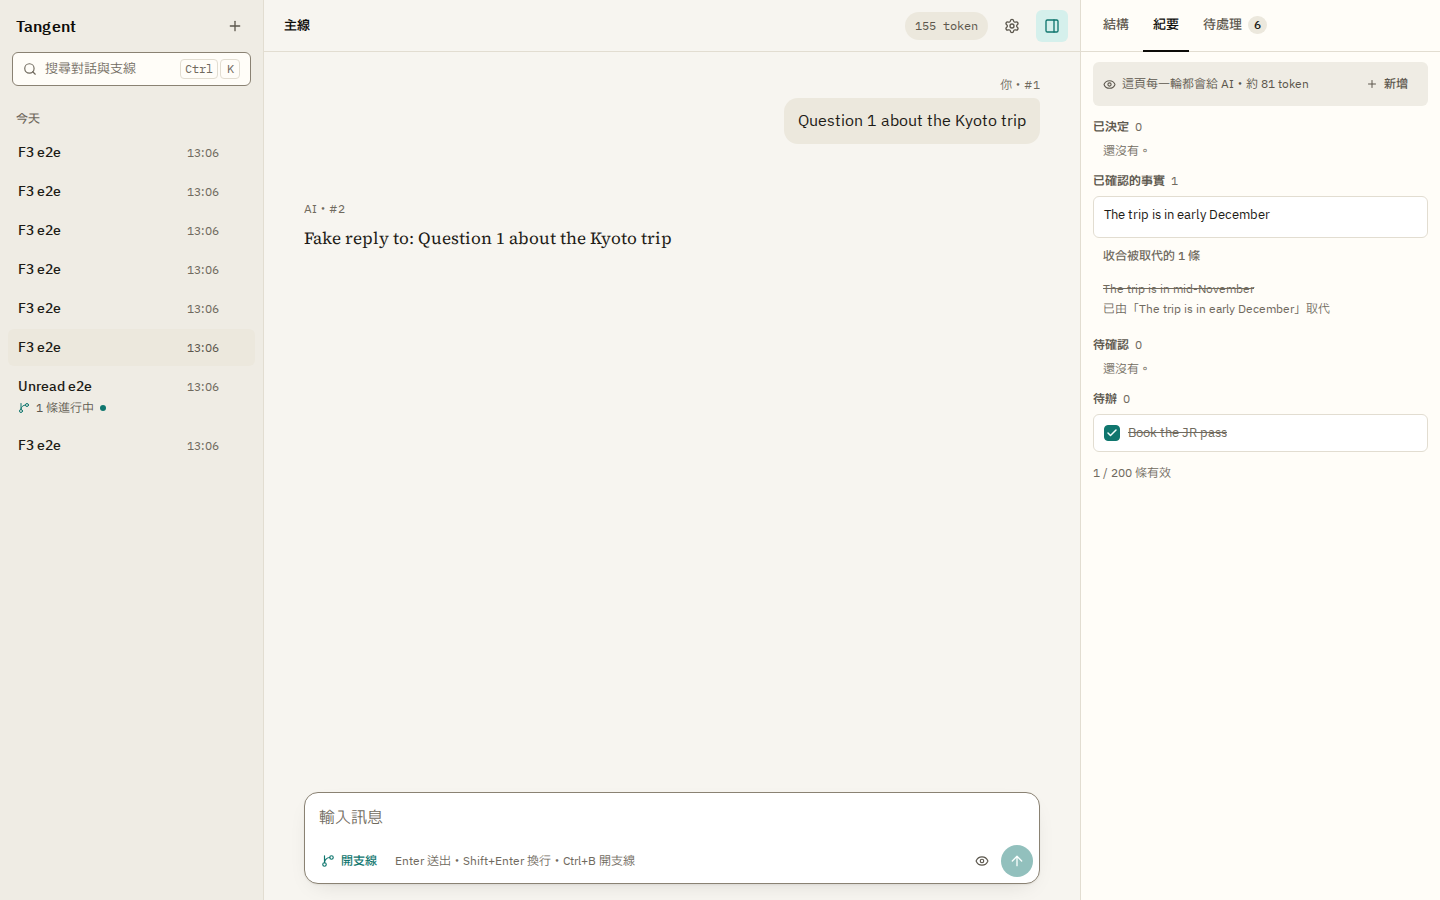 Tangent
搜尋對話與支線 Ctrl K
今天
F3 e2e 13:06
F3 e2e 13:06
F3 e2e 13:06
F3 e2e 13:06
F3 e2e 13:06
F3 e2e 13:06
Unread e2e 13:06
1 條進行中
F3 e2e 13:06
主線
155 token
你・#1
Question 1 about the Kyoto trip
AI・#2
Fake reply to: Question 1 about the Kyoto trip
輸入訊息
開支線 Enter 送出・Shift+Enter 換行・Ctrl+B 開支線
結構 紀要 待處理 6
這頁每一輪都會給 AI・約 81 token
新增
已決定 0
還沒有。
已確認的事實 1
The trip is in early December
收合被取代的 1 條
The trip is in mid-November
已由「The trip is in early December」取代
待確認 0
還沒有。
待辦 0
Book the JR pass
1 / 200 條有效